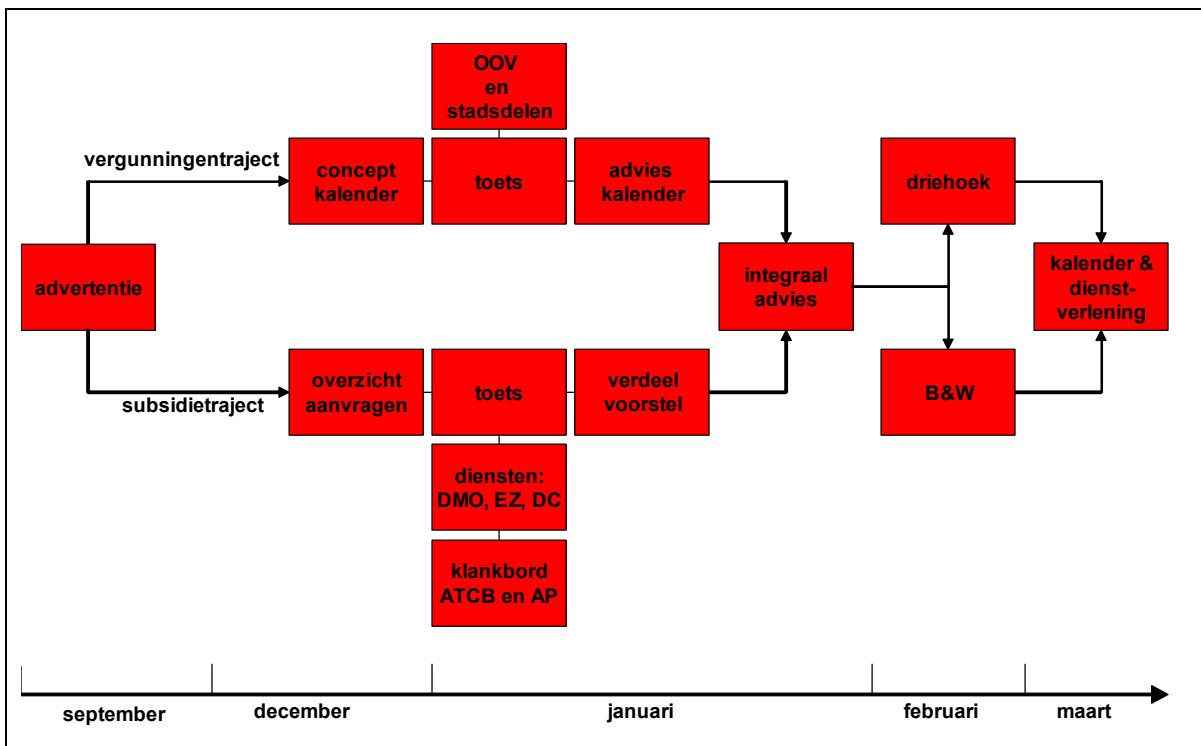 OOV
en
stadsdelen
vergunningentraject
concept
kalender
toets
advies
kalender
driehoek
advertentie
integraal
advies
kalender &
dienst-
verlening
subsidietraject
overzicht
aanvragen
toets
verdeel
voorstel
B&W
diensten:
DMO, EZ, DC
klankbord
ATCB en AP
september
december
januari
februari
maart